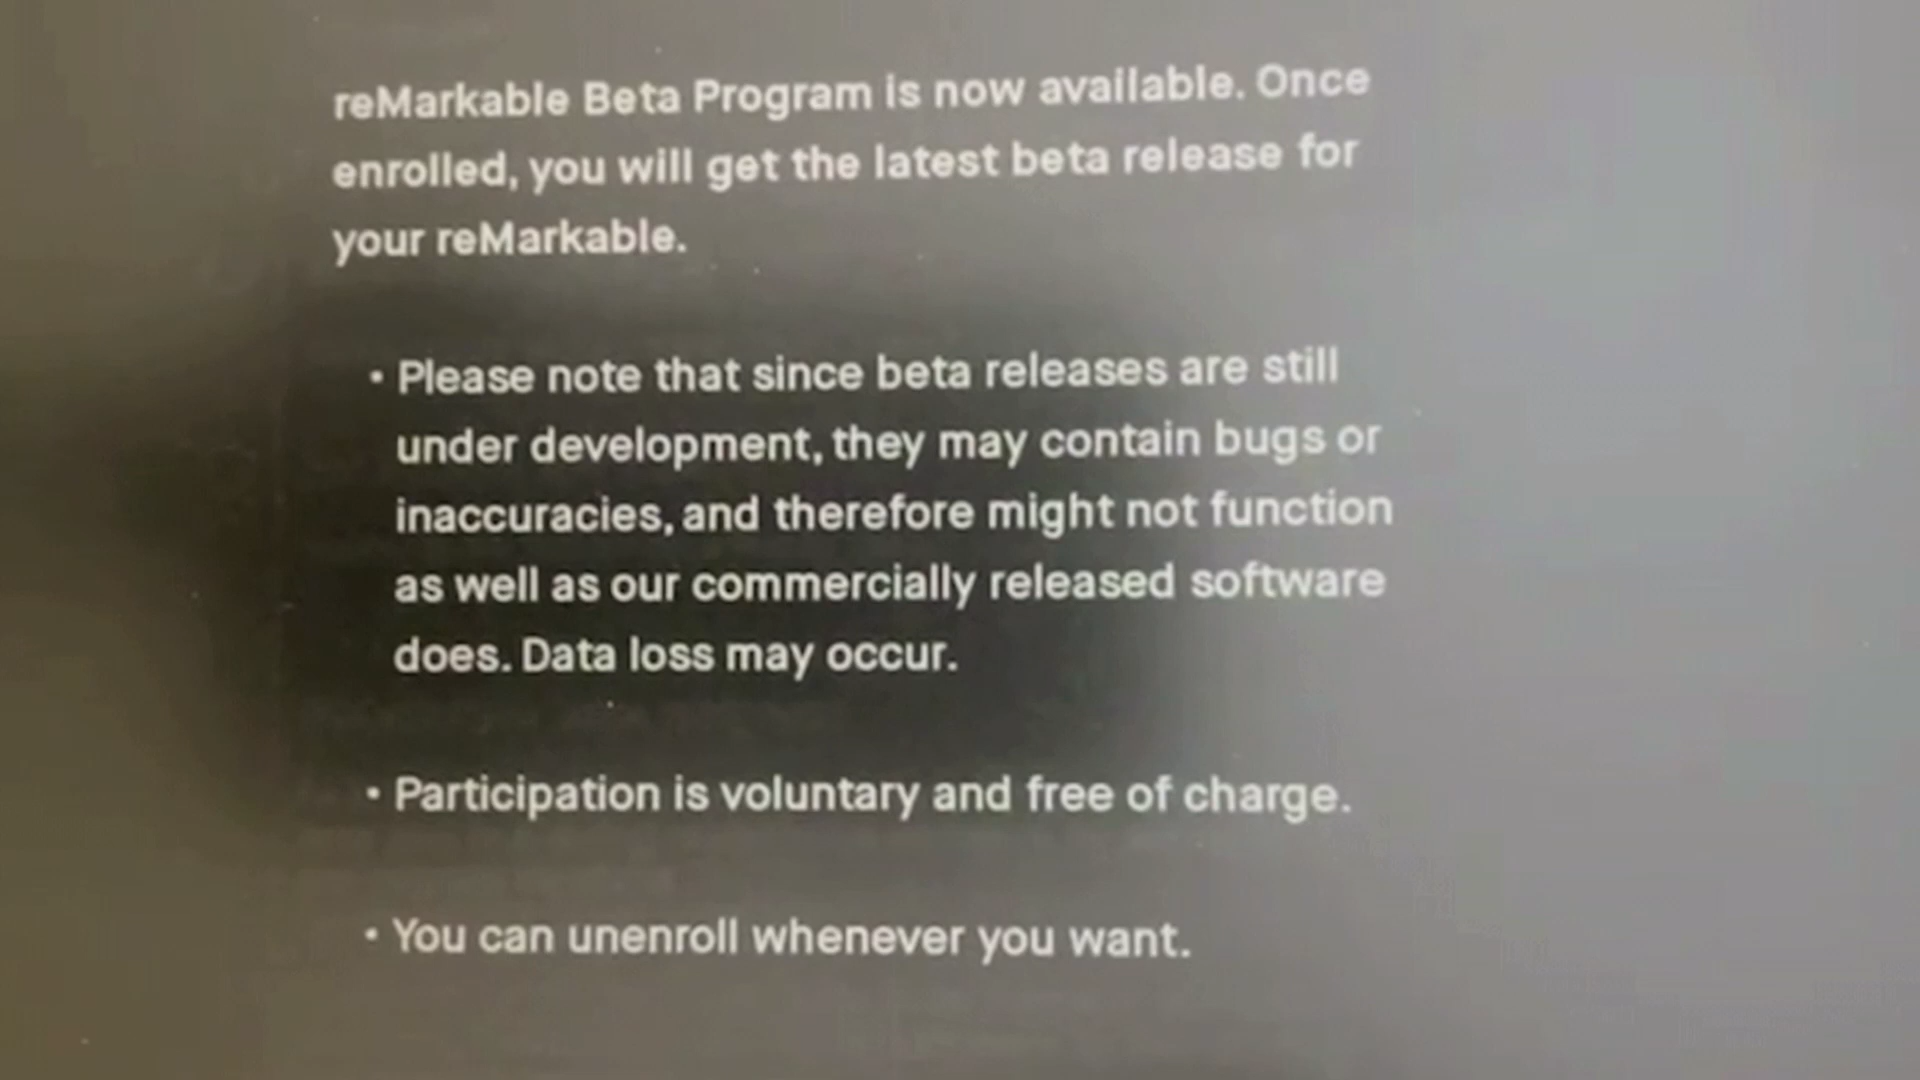 reMarkable Beta Program is now available. Once
enrolled, you will get the latest beta release for
your reMarkable.
• Please note that since beta releases are still
under development, they may contain bugs or
inaccuracies, and therefore might not function
as well as our commercially released software
does. Data loss may occur.
• Participation is voluntary and free of charge.
• You can unenroll whenever you want.